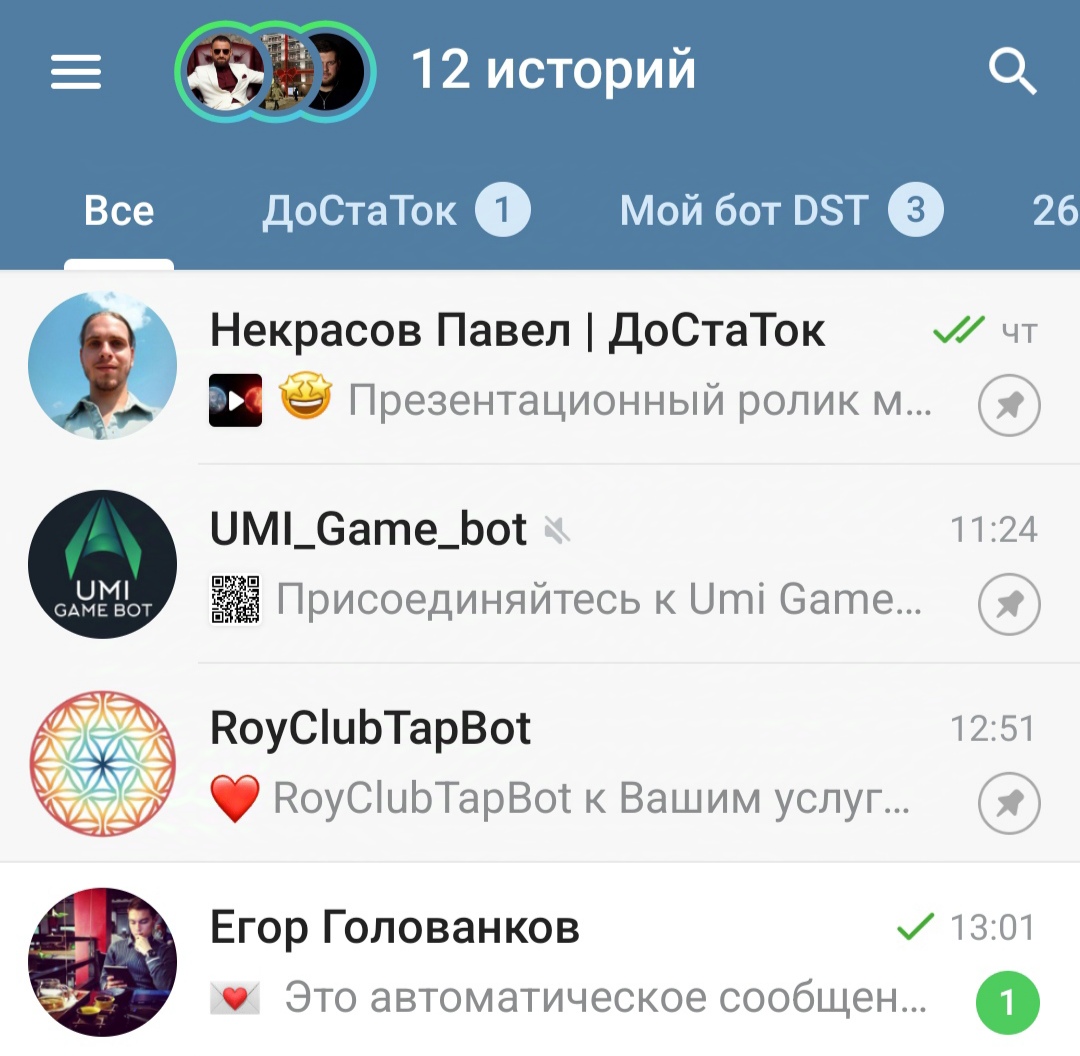 12 историй
Все ДоСтаТок 1 Мой бот DST 3 26
Некрасов Павел | ДоСтаТок чт
🤩 Презентационный ролик м...
UMI_Game_bot 11:24
UMI
GAME BOT
Присоединяйтесь к Umi Game...
RoyClubTapBot 12:51
❤️ RoyClubTapBot к Вашим услуг...
Егор Голованков 13:01
💌 Это автоматическое сообщен... 1